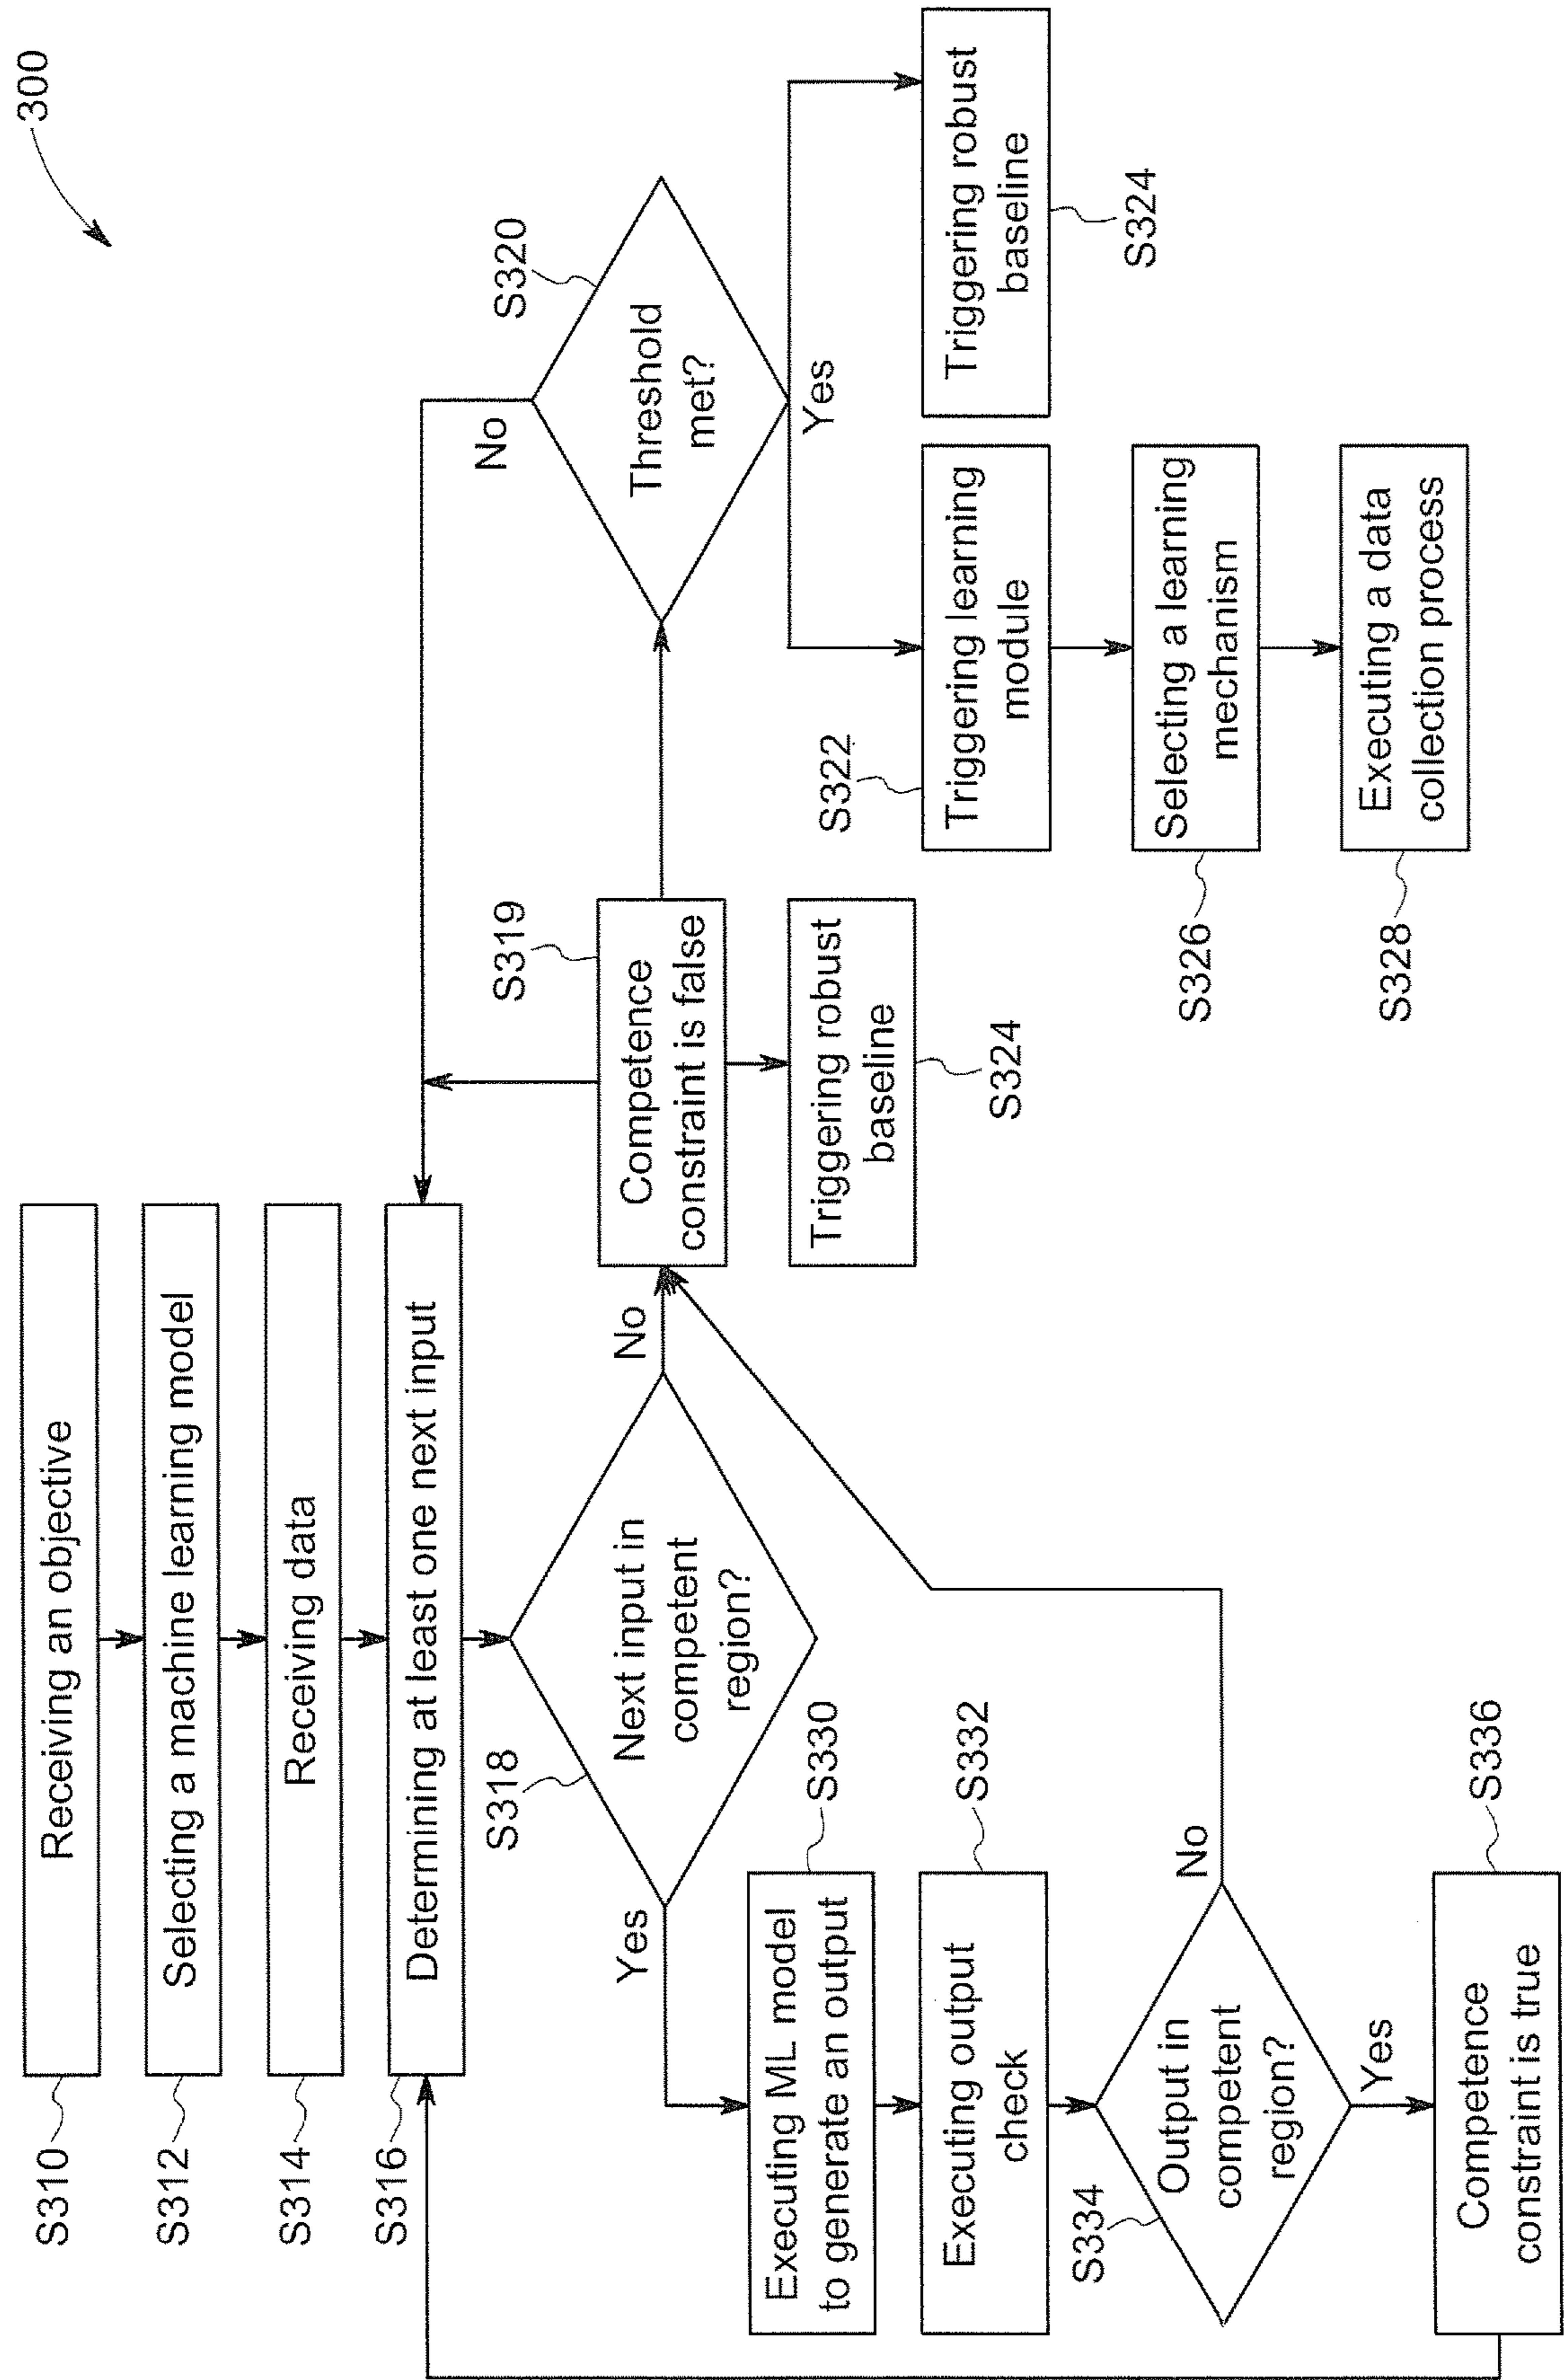 300
S310
Receiving an objective
S312
Selecting a machine learning model
S314
Receiving data
S316
Determining at least one next input
S318
Next input in
competent
region?
Yes
No
S330
Executing ML model
to generate an output
S332
Executing output
check
S334
Output in
competent
region?
No
Yes
S336
Competence
constraint is true
S319
Competence
constraint is false
Triggering robust
baseline
S324
S320
Threshold
met?
No
Yes
S322
Triggering learning
module
Triggering robust
baseline
S324
S326
Selecting a learning
mechanism
S328
Executing a data
collection process